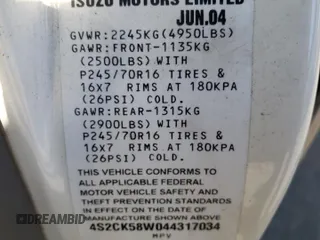 ISUZU MOTORS LIMITED
JUN.04
GVWR:2245KG(4950LBS)
GAWR:FRONT-1135KG
(2500LBS) WITH
P245/70R16 TIRES &
16X7 RIMS AT 180KPA
(26PSI) COLD.
GAWR:REAR-1315KG
(2900LBS) WITH
P245/70R16 TIRES &
16X7 RIMS AT 180KPA
(26PSI) COLD.
THIS VEHICLE CONFORMS TO
ALL APPLICABLE FEDERAL
MOTOR VEHICLE SAFETY AND
THEFT PREVENTION STANDARDS
IN EFFECT ON THE DATE OF
MANUFACTURE SHOWN ABOVE.
4S2CK58W044317034
MPV
AUTOHELPERBOT.COM